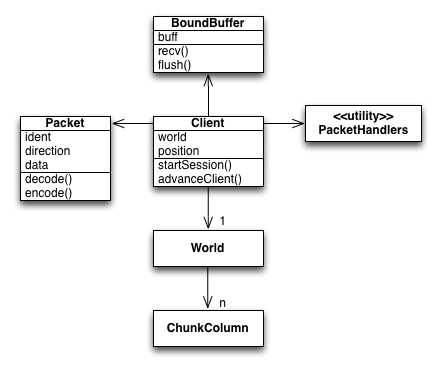 BoundBuffer
buff
recv()
flush()
Packet
ident
direction
data
decode()
encode()
Client
world
position
startSession()
advanceClient()
<<utility>>
PacketHandlers
1
World
n
ChunkColumn